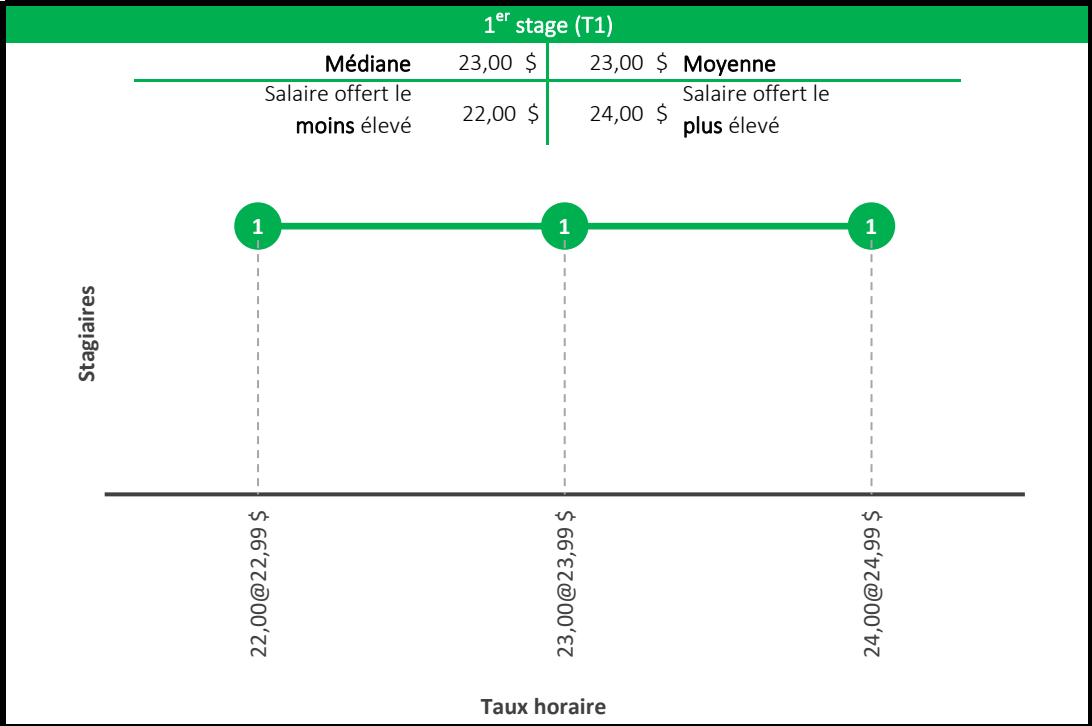 1er stage (T1)
Médiane 23,00 $ 23,00 $ Moyenne
Salaire offert le moins élevé 22,00 $ 24,00 $ Salaire offert le plus élevé
1 1 1
Stagiaires
22,00@22,99 $
23,00@23,99 $
24,00@24,99 $
Taux horaire